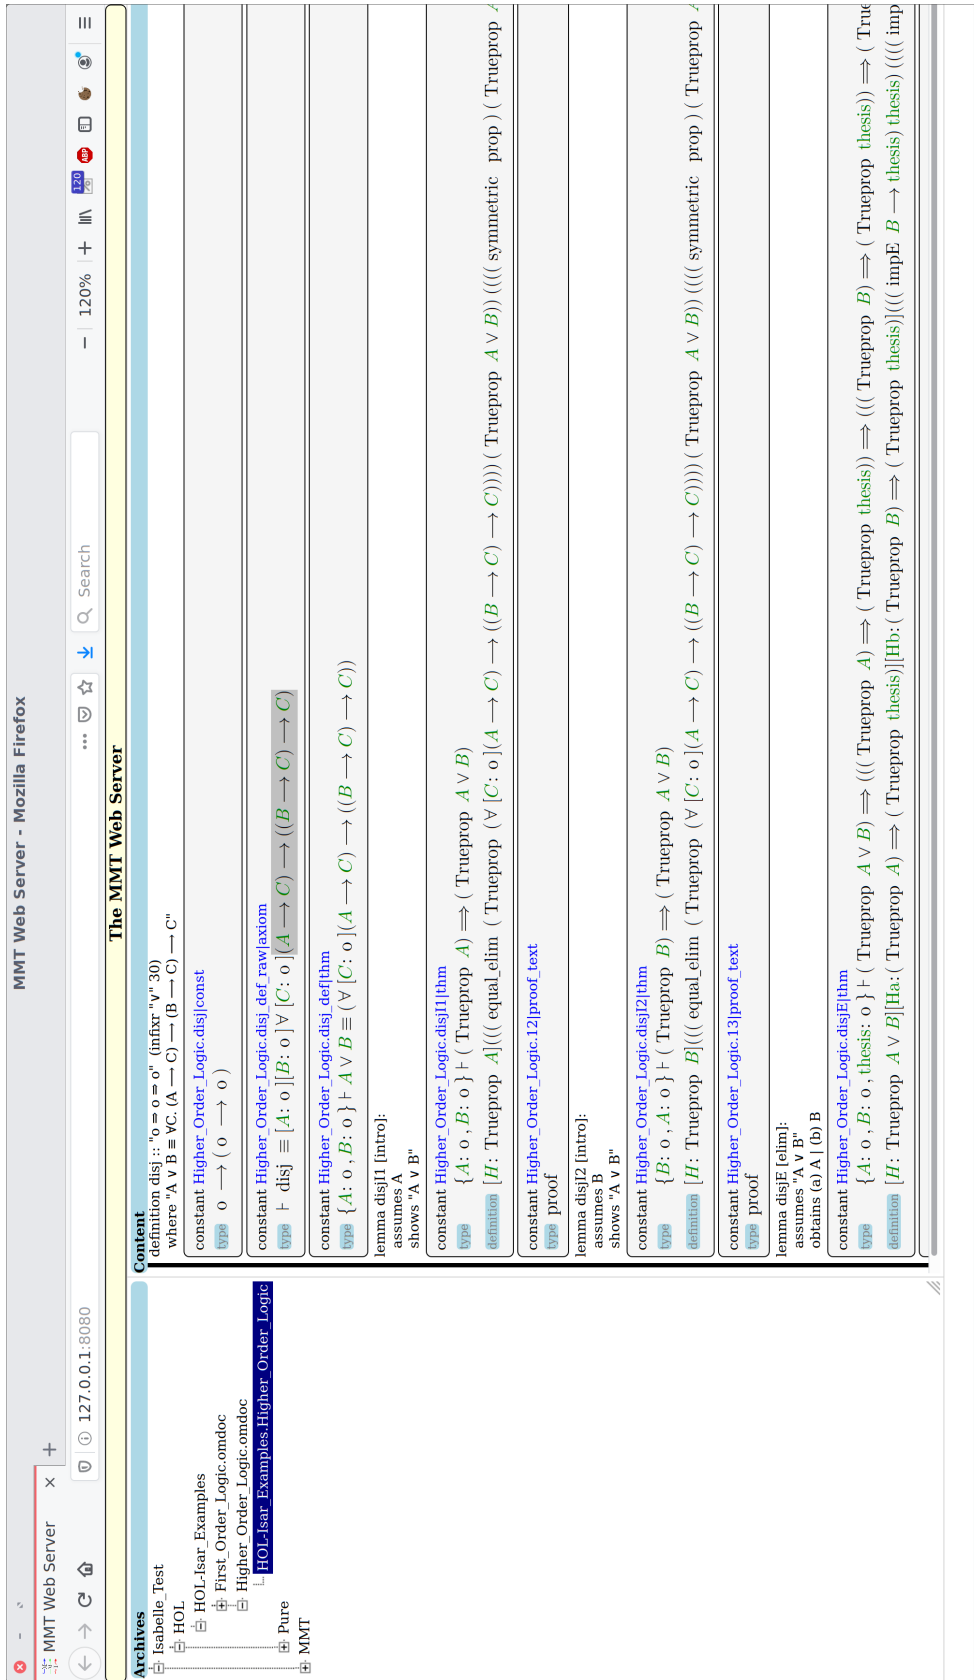 MMT Web Server - Mozilla Firefox
MMT Web Server
127.0.0.1:8080
Search
120%
120
ABP
The MMT Web Server
Archives
Isabelle_Test
HOL
HOL-Isar_Examples
First_Order_Logic.omdoc
Higher_Order_Logic.omdoc
HOL-Isar_Examples.Higher_Order_Logic
Pure
MMT
Content
definition disj :: "o ⇒ o ⇒ o" (infixr "∨" 30)
where "A ∨ B ≡ ∀C. (A ⟶ C) ⟶ (B ⟶ C) ⟶ C"
constant Higher_Order_Logic.disj|const
type o ⟶ ( o ⟶ o )
constant Higher_Order_Logic.disj_def_raw|axiom
type ⊢ disj ≡ [A: o ][B: o ] ∀ [C: o ](A ⟶ C) ⟶ ((B ⟶ C) ⟶ C)
constant Higher_Order_Logic.disj_def|thm
type {A: o , B: o } ⊢ A ∨ B ≡ (∀ [C: o ](A ⟶ C) ⟶ ((B ⟶ C) ⟶ C))
lemma disjI1 [intro]:
assumes A
shows "A ∨ B"
constant Higher_Order_Logic.disjI1|thm
type {A: o , B: o } ⊢ ( Trueprop A) ⟹ ( Trueprop A ∨ B)
definition [H: Trueprop A]((( equal_elim ( Trueprop (∀ [C: o ](A ⟶ C) ⟶ ((B ⟶ C) ⟶ C)))) ( Trueprop A ∨ B)) (((( symmetric prop ) ( Trueprop A
constant Higher_Order_Logic.12|proof_text
type proof
lemma disjI2 [intro]:
assumes B
shows "A ∨ B"
constant Higher_Order_Logic.disjI2|thm
type {B: o , A: o } ⊢ ( Trueprop B) ⟹ ( Trueprop A ∨ B)
definition [H: Trueprop B]((( equal_elim ( Trueprop (∀ [C: o ](A ⟶ C) ⟶ ((B ⟶ C) ⟶ C)))) ( Trueprop A ∨ B)) (((( symmetric prop ) ( Trueprop A
constant Higher_Order_Logic.13|proof_text
type proof
lemma disjE [elim]:
assumes "A ∨ B"
obtains (a) A | (b) B
constant Higher_Order_Logic.disjE|thm
type {A: o , B: o , thesis: o } ⊢ ( Trueprop A ∨ B) ⟹ ((( Trueprop A) ⟹ ( Trueprop thesis)) ⟹ ((( Trueprop B) ⟹ ( Trueprop thesis)) ⟹ ( True
definition [H: Trueprop A ∨ B][Ha:( Trueprop A) ⟹ ( Trueprop thesis)][Hb:( Trueprop B) ⟹ ( Trueprop thesis)]((( impE B ⟶ thesis) thesis) (((( imp